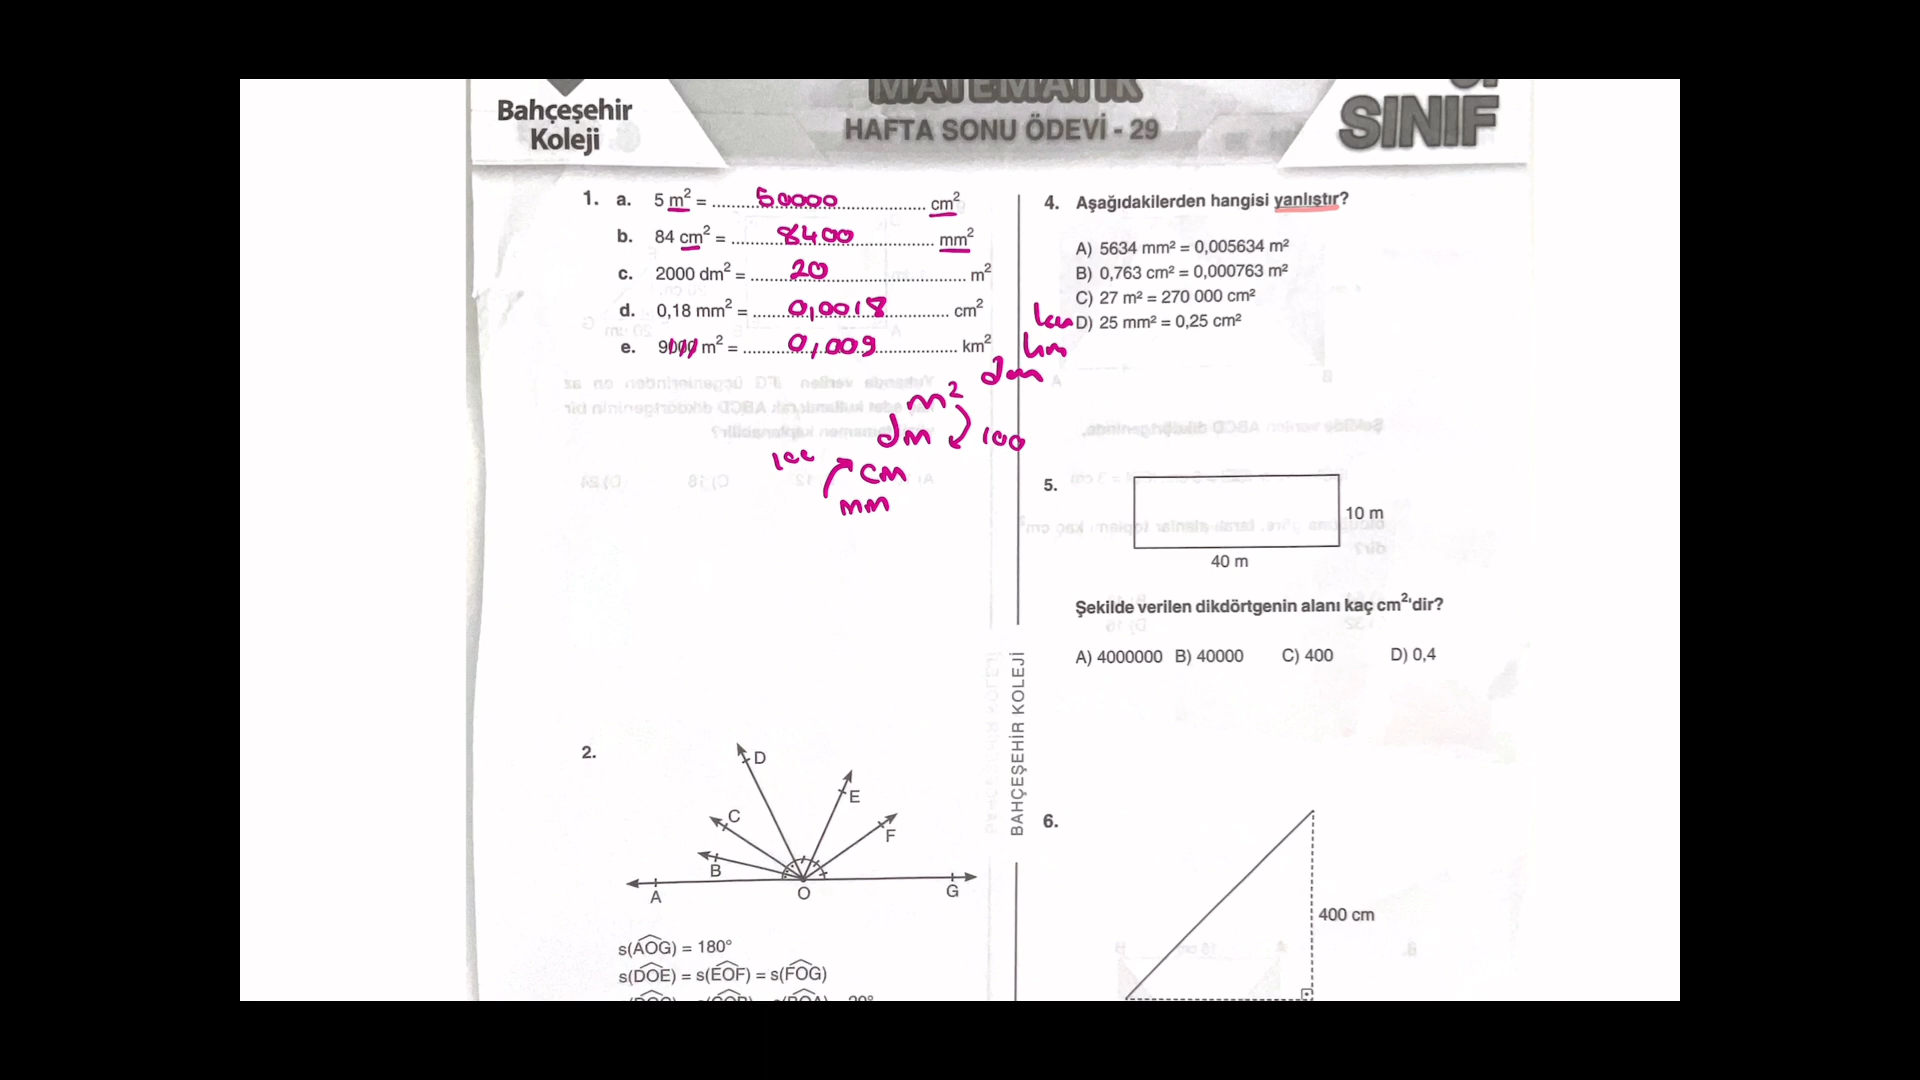 MATEMATİK
SINIF
Bahçeşehir
Koleji
HAFTA SONU ÖDEVİ - 29
1. a. 5 m² = 50000 cm²
b. 84 cm² = 8400 mm²
c. 2000 dm² = 20 m²
d. 0,18 mm² = 0,0018 cm²
e. 9000 m² = 0,009 km²
km
hm
dam
m²
dm
100
100
cm
mm
2.
D
E
C
F
B
A
O
G
s(AOG) = 180°
s(DOE) = s(EOF) = s(FOG)
BAHÇEŞEHİR KOLEJİ
4. Aşağıdakilerden hangisi yanlıştır?
A) 5634 mm² = 0,005634 m²
B) 0,763 cm² = 0,000763 m²
C) 27 m² = 270 000 cm²
D) 25 mm² = 0,25 cm²
5.
10 m
40 m
Şekilde verilen dikdörtgenin alanı kaç cm²'dir?
A) 4000000 B) 40000 C) 400 D) 0,4
6.
400 cm